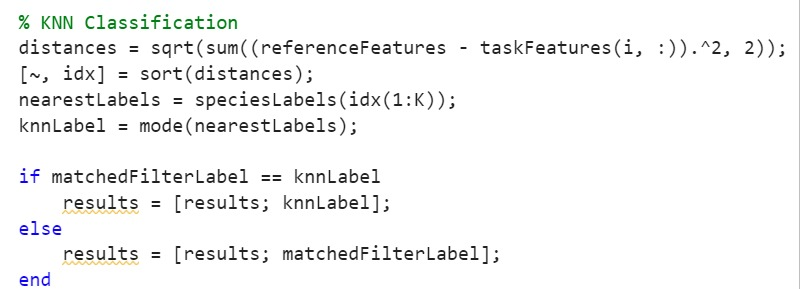 % KNN Classification
distances = sqrt(sum((referenceFeatures - taskFeatures(i, :)).^2, 2));
[~, idx] = sort(distances);
nearestLabels = speciesLabels(idx(1:K));
knnLabel = mode(nearestLabels);

if matchedFilterLabel == knnLabel
    results = [results; knnLabel];
else
    results = [results; matchedFilterLabel];
end